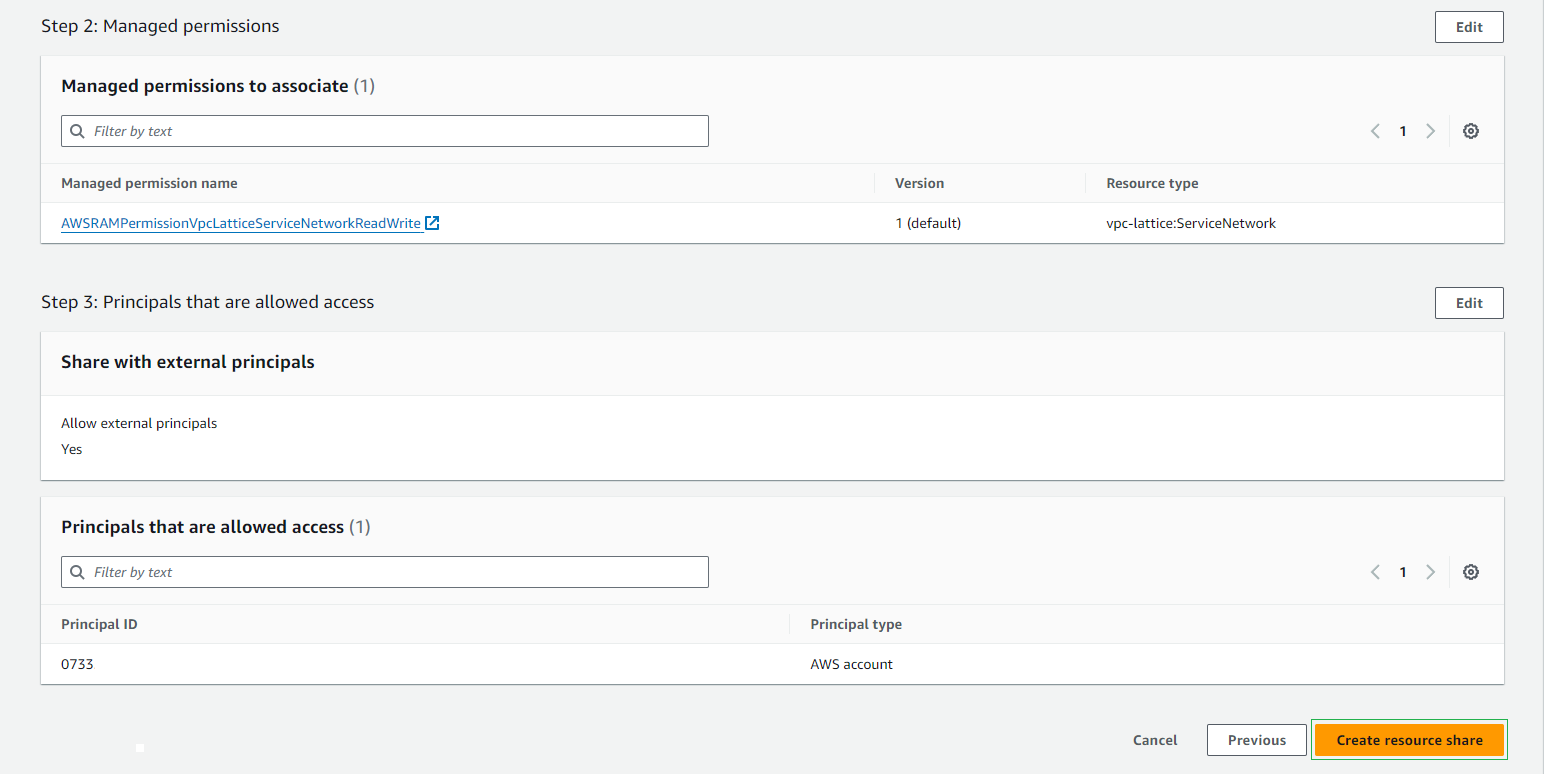 Step 2: Managed permissions
Edit
Managed permissions to associate (1)
Filter by text
1
Managed permission name Version Resource type
AWSRAMPermissionVpcLatticeServiceNetworkReadWrite 1 (default) vpc-lattice:ServiceNetwork
Step 3: Principals that are allowed access
Edit
Share with external principals
Allow external principals
Yes
Principals that are allowed access (1)
Filter by text
1
Principal ID Principal type
0733 AWS account
Cancel Previous Create resource share